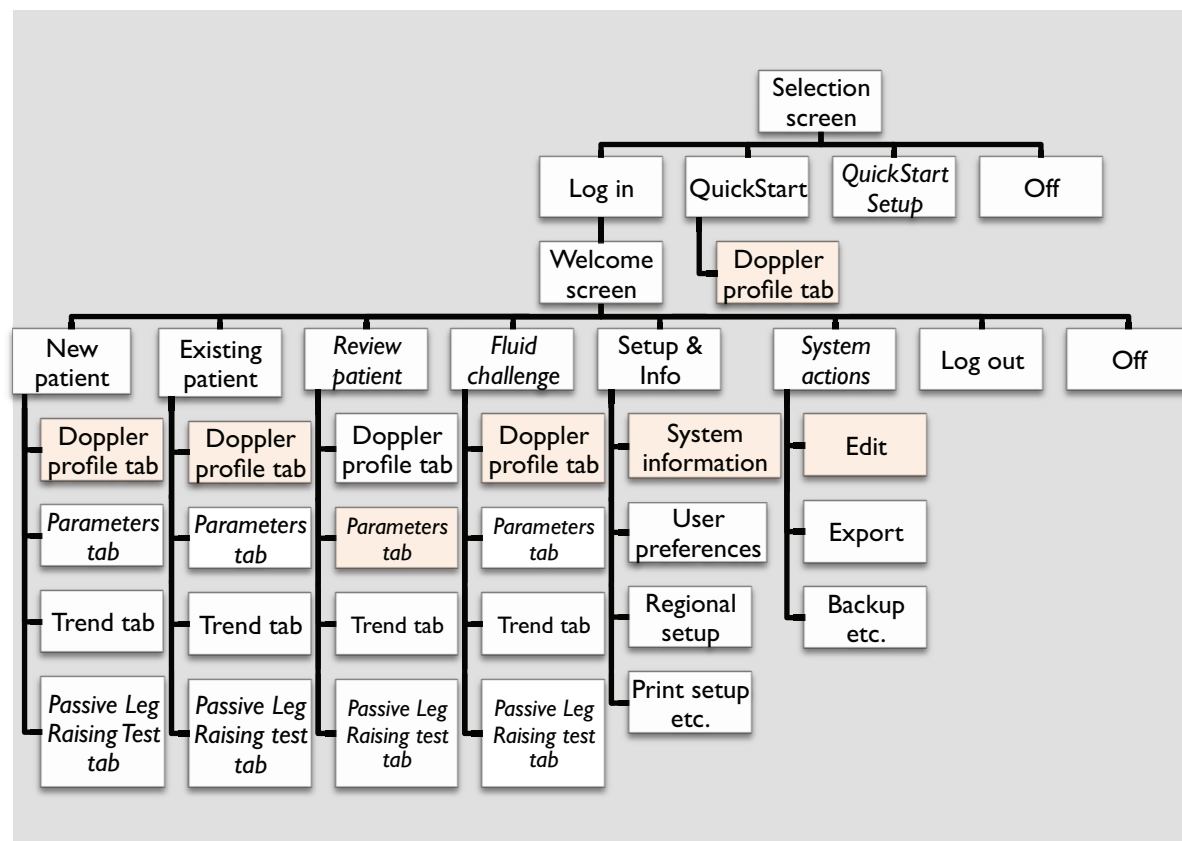 Selection
screen
Log in
QuickStart
QuickStart
Setup
Off
Welcome
screen
Doppler
profile tab
New
patient
Existing
patient
Review
patient
Fluid
challenge
Setup &
Info
System
actions
Log out
Off
Doppler
profile tab
Parameters
tab
Trend tab
Passive Leg
Raising Test
tab
Doppler
profile tab
Parameters
tab
Trend tab
Passive Leg
Raising test
tab
Doppler
profile tab
Parameters
tab
Trend tab
Passive Leg
Raising test
tab
Doppler
profile tab
Parameters
tab
Trend tab
Passive Leg
Raising test
tab
System
information
User
preferences
Regional
setup
Print setup
etc.
Edit
Export
Backup
etc.